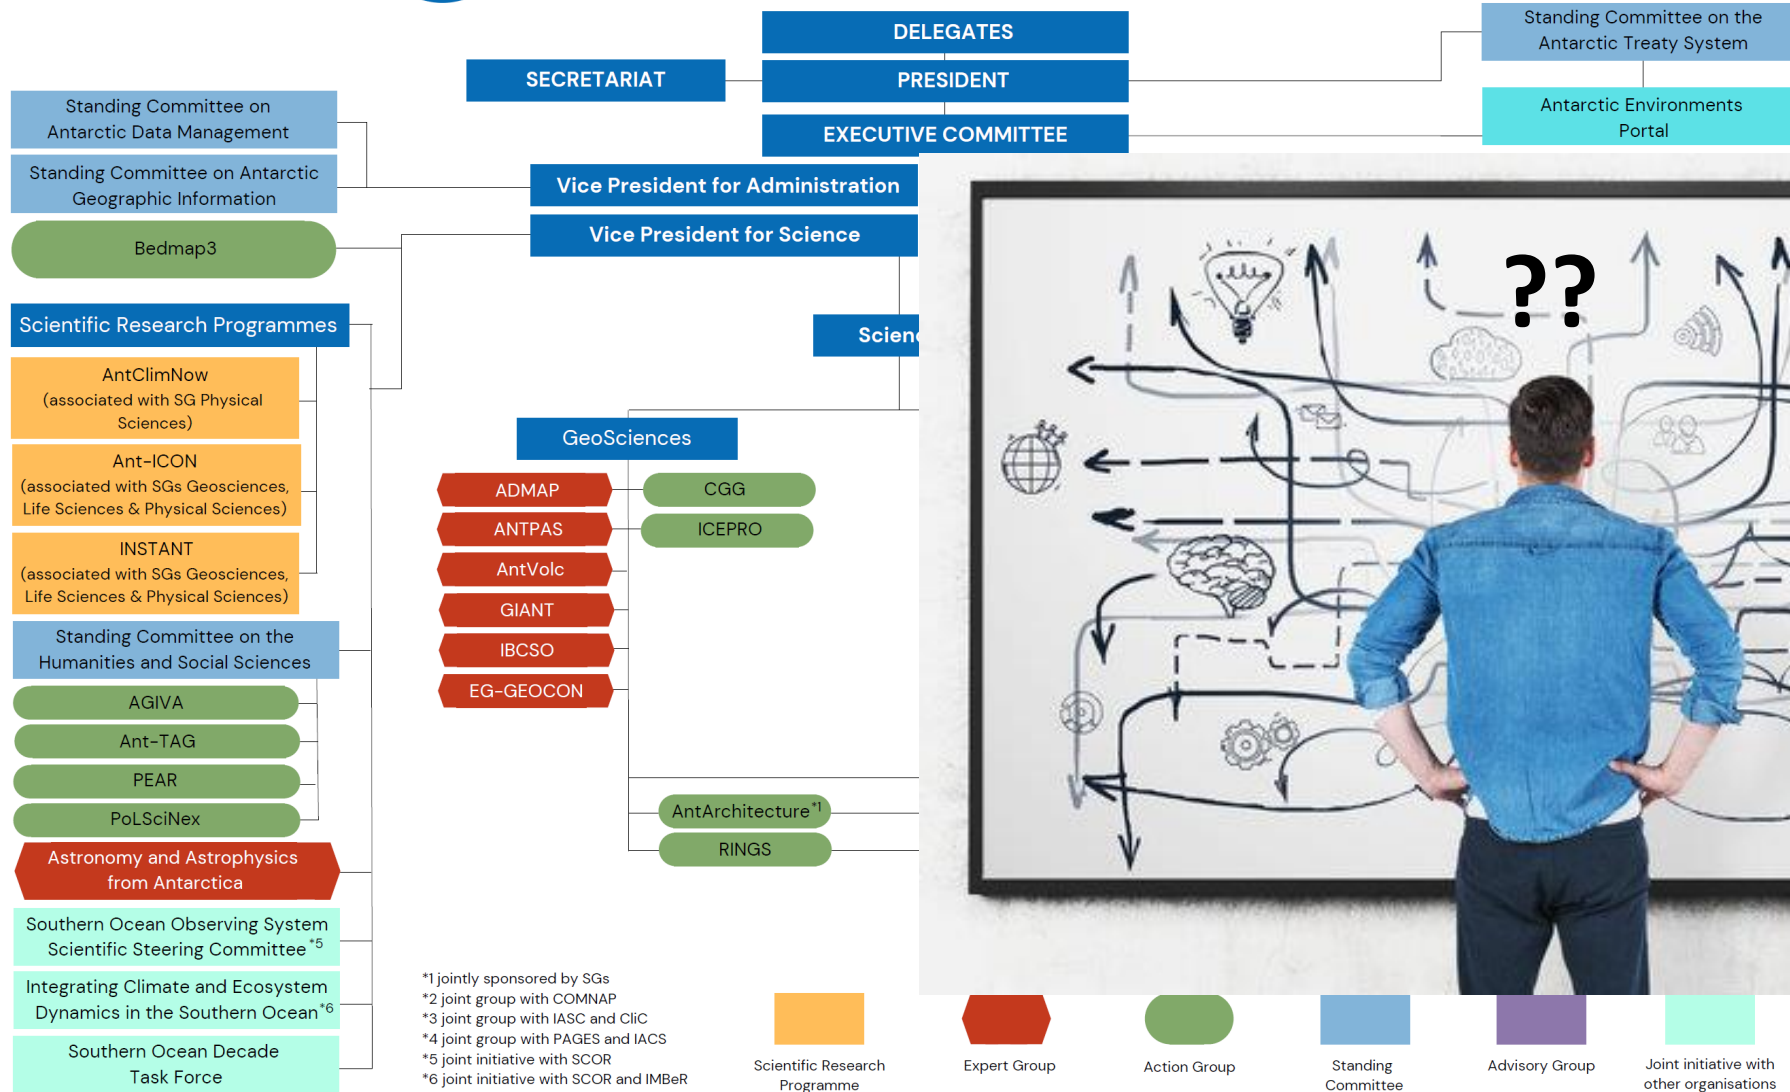 DELEGATES
SECRETARIAT
PRESIDENT
EXECUTIVE COMMITTEE
Standing Committee on the
Antarctic Treaty System
Antarctic Environments
Portal
Vice President for Administration
Vice President for Science
Standing Committee on
Antarctic Data Management
Standing Committee on Antarctic
Geographic Information
Bedmap3
Scientific Research Programmes
AntClimNow
(associated with SG Physical
Sciences)
Ant-ICON
(associated with SGs Geosciences,
Life Sciences & Physical Sciences)
INSTANT
(associated with SGs Geosciences,
Life Sciences & Physical Sciences)
Standing Committee on the
Humanities and Social Sciences
AGIVA
Ant-TAG
PEAR
PoLSciNex
Astronomy and Astrophysics
from Antarctica
Southern Ocean Observing System
Scientific Steering Committee*5
Integrating Climate and Ecosystem
Dynamics in the Southern Ocean*6
Southern Ocean Decade
Task Force
GeoSciences
ADMAP
CGG
ANTPAS
ICEPRO
AntVolc
GIANT
IBCSO
EG-GEOCON
AntArchitecture*1
RINGS
??
*1 jointly sponsored by SGs
*2 joint group with COMNAP
*3 joint group with IASC and CliC
*4 joint group with PAGES and IACS
*5 joint initiative with SCOR
*6 joint initiative with SCOR and IMBeR
Scientific Research
Programme
Expert Group
Action Group
Standing
Committee
Advisory Group
Joint initiative with
other organisations